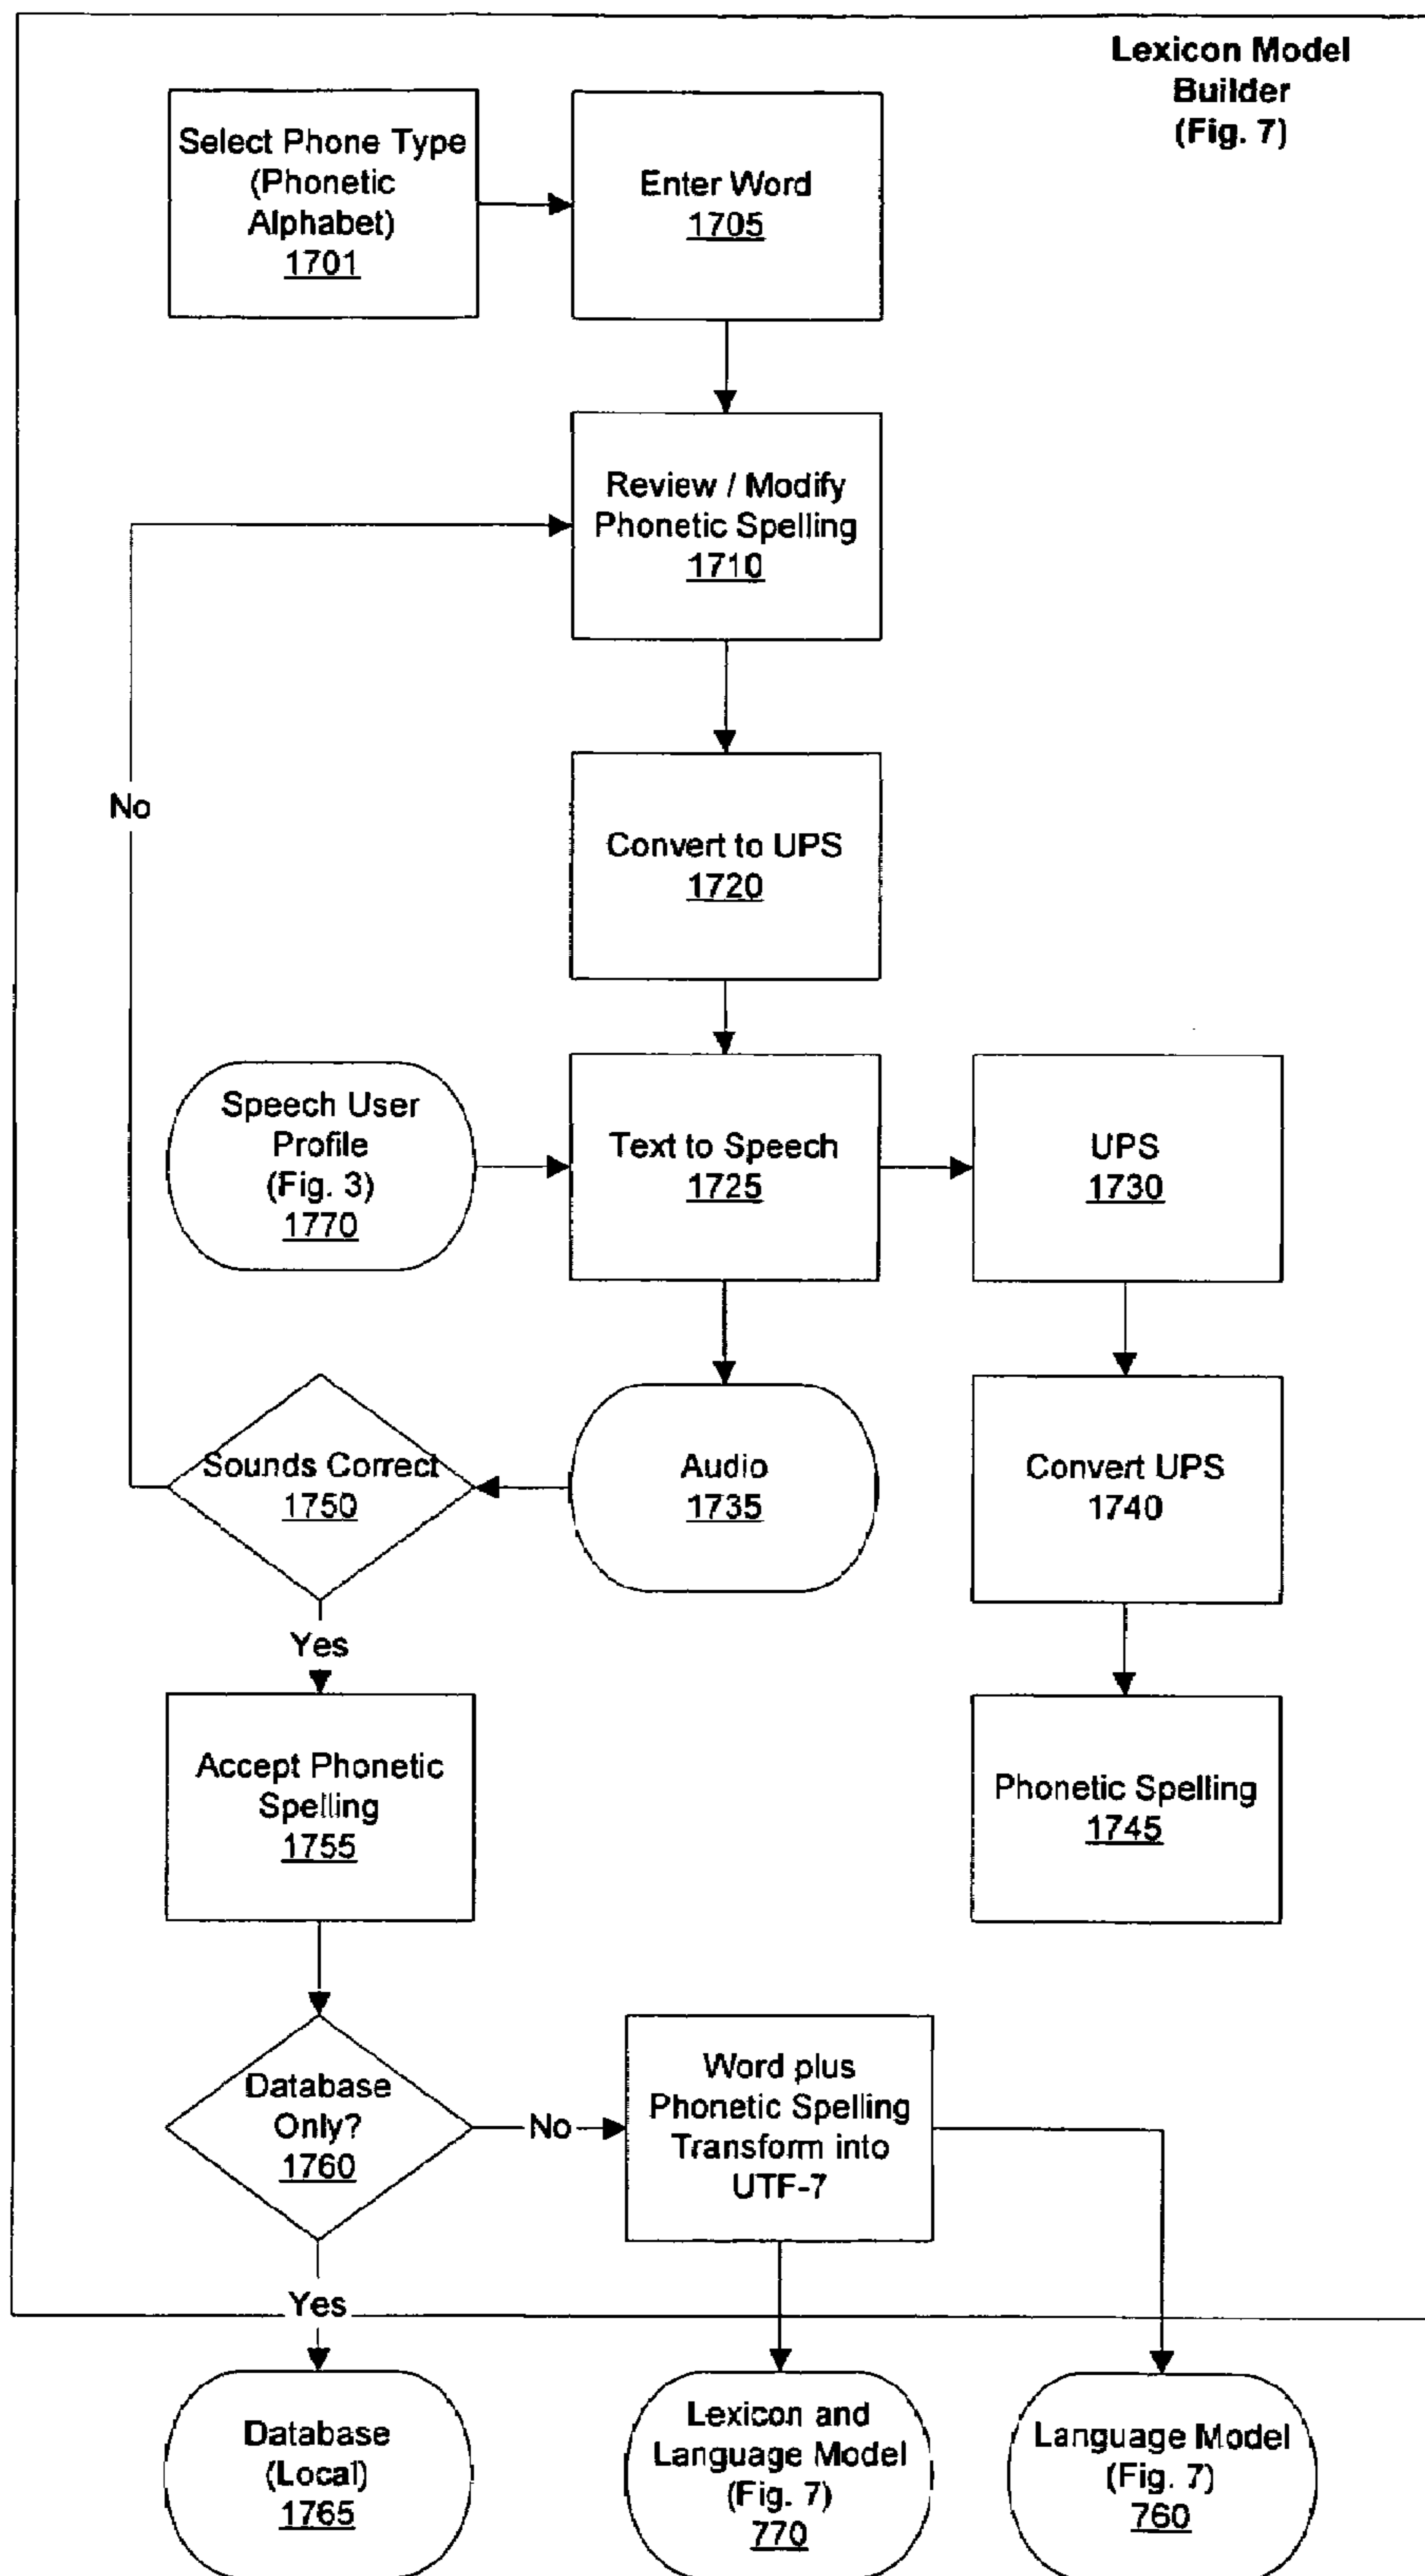 Lexicon Model
Builder
(Fig. 7)
Select Phone Type
(Phonetic
Alphabet)
1701
Enter Word
1705
Review / Modify
Phonetic Spelling
1710
No
Convert to UPS
1720
Speech User
Profile
(Fig. 3)
1770
Text to Speech
1725
UPS
1730
Sounds Correct
1750
Audio
1735
Convert UPS
1740
Yes
Accept Phonetic
Spelling
1755
Phonetic Spelling
1745
Database
Only?
1760
No
Word plus
Phonetic Spelling
Transform into
UTF-7
Yes
Database
(Local)
1765
Lexicon and
Language Model
(Fig. 7)
770
Language Model
(Fig. 7)
760